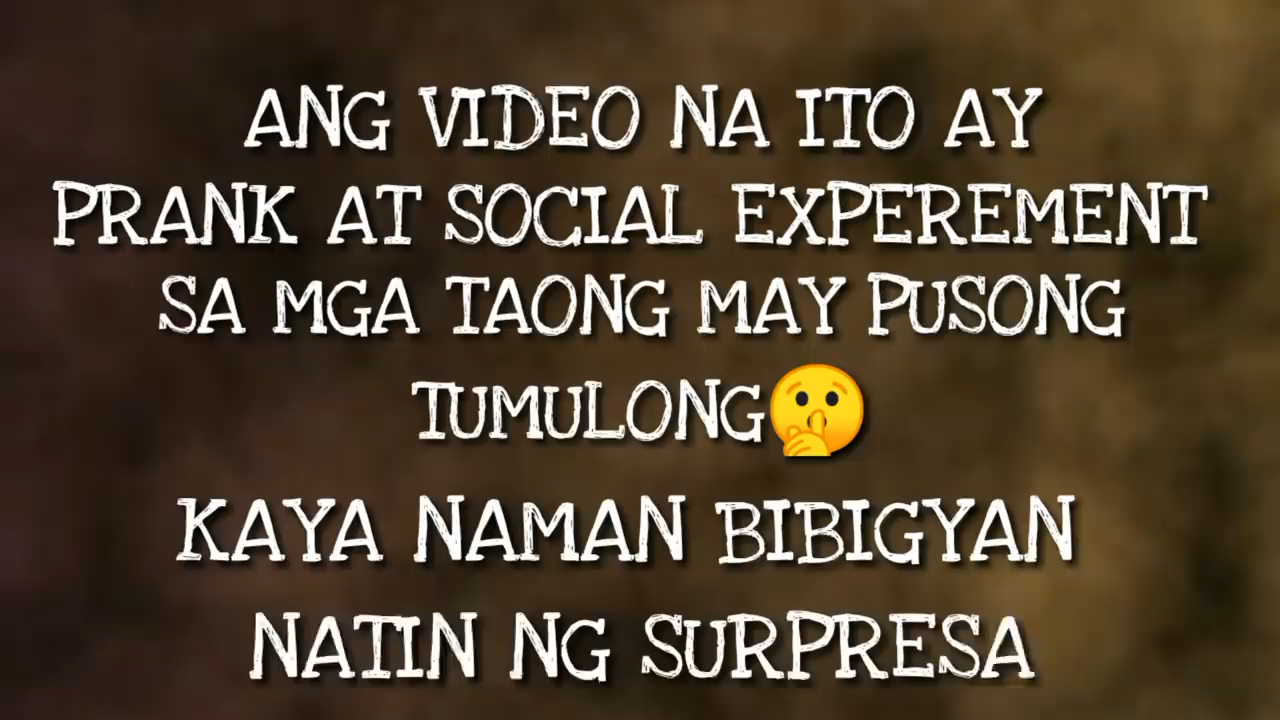 ANG VIDEO NA ITO AY
PRANK AT SOCIAL EXPEREMENT
SA MGA TAONG MAY PUSONG
TUMULONG🤫
KAYA NAMAN BIBIGYAN
NATIN NG SURPRESA